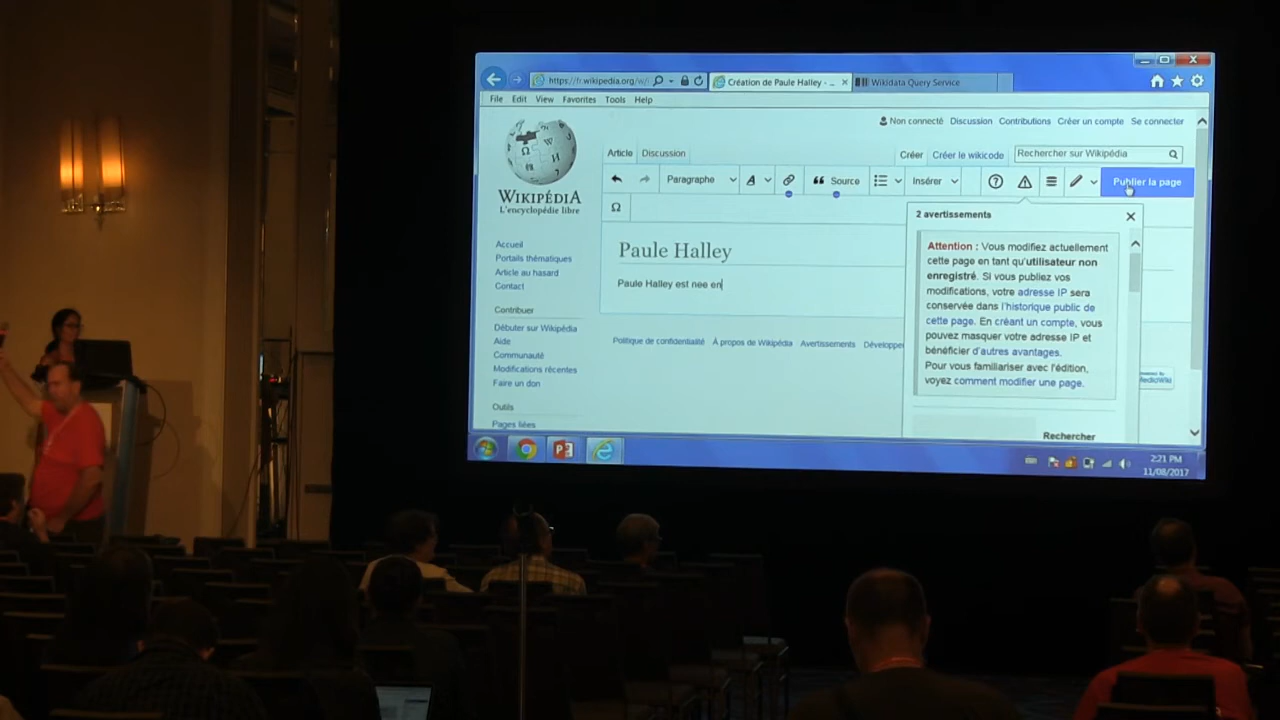 https://fr.wikipedia.org/w/i
Création de Paule Halley - ...
Wikidata Query Service
File Edit View Favorites Tools Help
Non connecté Discussion Contributions Créer un compte Se connecter
Article Discussion
Créer Créer le wikicode
Rechercher sur Wikipédia
Paragraphe
A
Source
Insérer
Publier la page
Ω
WIKIPÉDIA
L'encyclopédie libre
Accueil
Portails thématiques
Article au hasard
Contact
Contribuer
Débuter sur Wikipédia
Aide
Communauté
Modifications récentes
Faire un don
Outils
Pages liées
Paule Halley
Paule Halley est nee en
Politique de confidentialité À propos de Wikipédia Avertissements Développe
2 avertissements
Attention : Vous modifiez actuellement
cette page en tant qu'utilisateur non
enregistré. Si vous publiez vos
modifications, votre adresse IP sera
conservée dans l'historique public de
cette page. En créant un compte, vous
pouvez masquer votre adresse IP et
bénéficier d'autres avantages.
Pour vous familiariser avec l'édition,
voyez comment modifier une page.
Rechercher
2:21 PM
11/08/2017